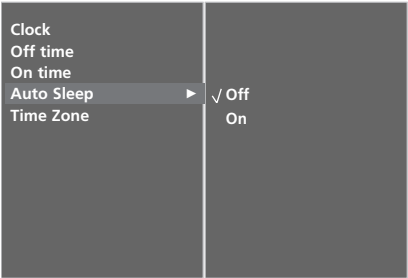 Clock
Off time
On time
Auto Sleep ►
Time Zone
√ Off
On